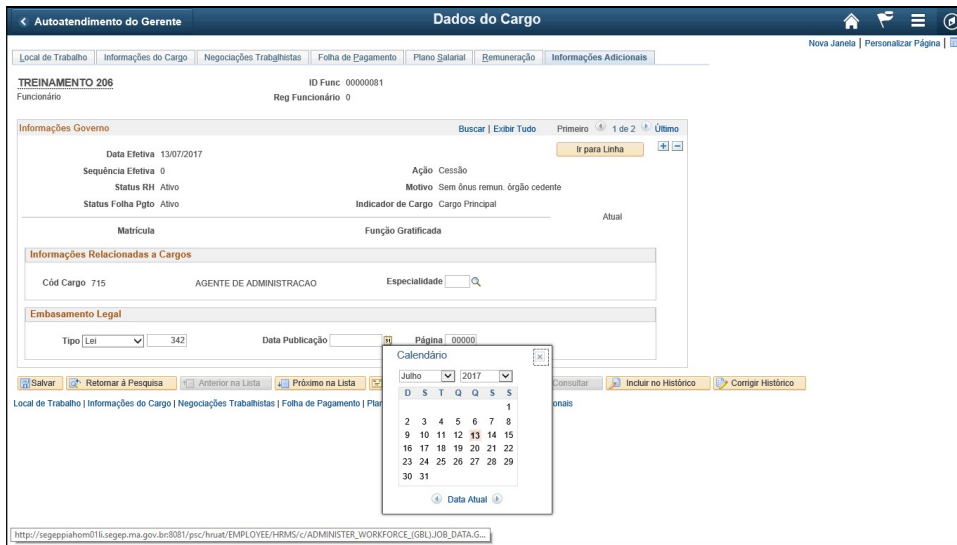 Autoatendimento do Gerente Dados do Cargo
Nova Janela | Personalizar Página |
Local de Trabalho Informações do Cargo Negociações Trabalhistas Folha de Pagamento Plano Salarial Remuneração Informações Adicionais
TREINAMENTO 206 ID Func 00000081
Funcionário Reg Funcionário 0
Informações Governo Buscar | Exibir Tudo Primeiro 1 de 2 Último
Ir para Linha
Data Efetiva 13/07/2017
Sequência Efetiva 0 Ação Cessão
Status RH Ativo Motivo Sem ônus remun. órgão cedente
Status Folha Pgto Ativo Indicador de Cargo Cargo Principal
Atual
Matrícula Função Gratificada
Informações Relacionadas a Cargos
Cód Cargo 715 AGENTE DE ADMINISTRACAO Especialidade
Embasamento Legal
Tipo Lei 342 Data Publicação Página 00000
Calendário
Julho 2017
D S T Q Q S S
1
2 3 4 5 6 7 8
9 10 11 12 13 14 15
16 17 18 19 20 21 22
23 24 25 26 27 28 29
30 31
Data Atual
Salvar Retornar à Pesquisa Anterior na Lista Próximo na Lista Consultar Incluir no Histórico Corrigir Histórico
Local de Trabalho | Informações do Cargo | Negociações Trabalhistas | Folha de Pagamento | Plan onais
http://segeppiahom01li.segep.ma.gov.br:8081/psc/hruat/EMPLOYEE/HRMS/c/ADMINISTER_WORKFORCE_(GBL).JOB_DATA.G...